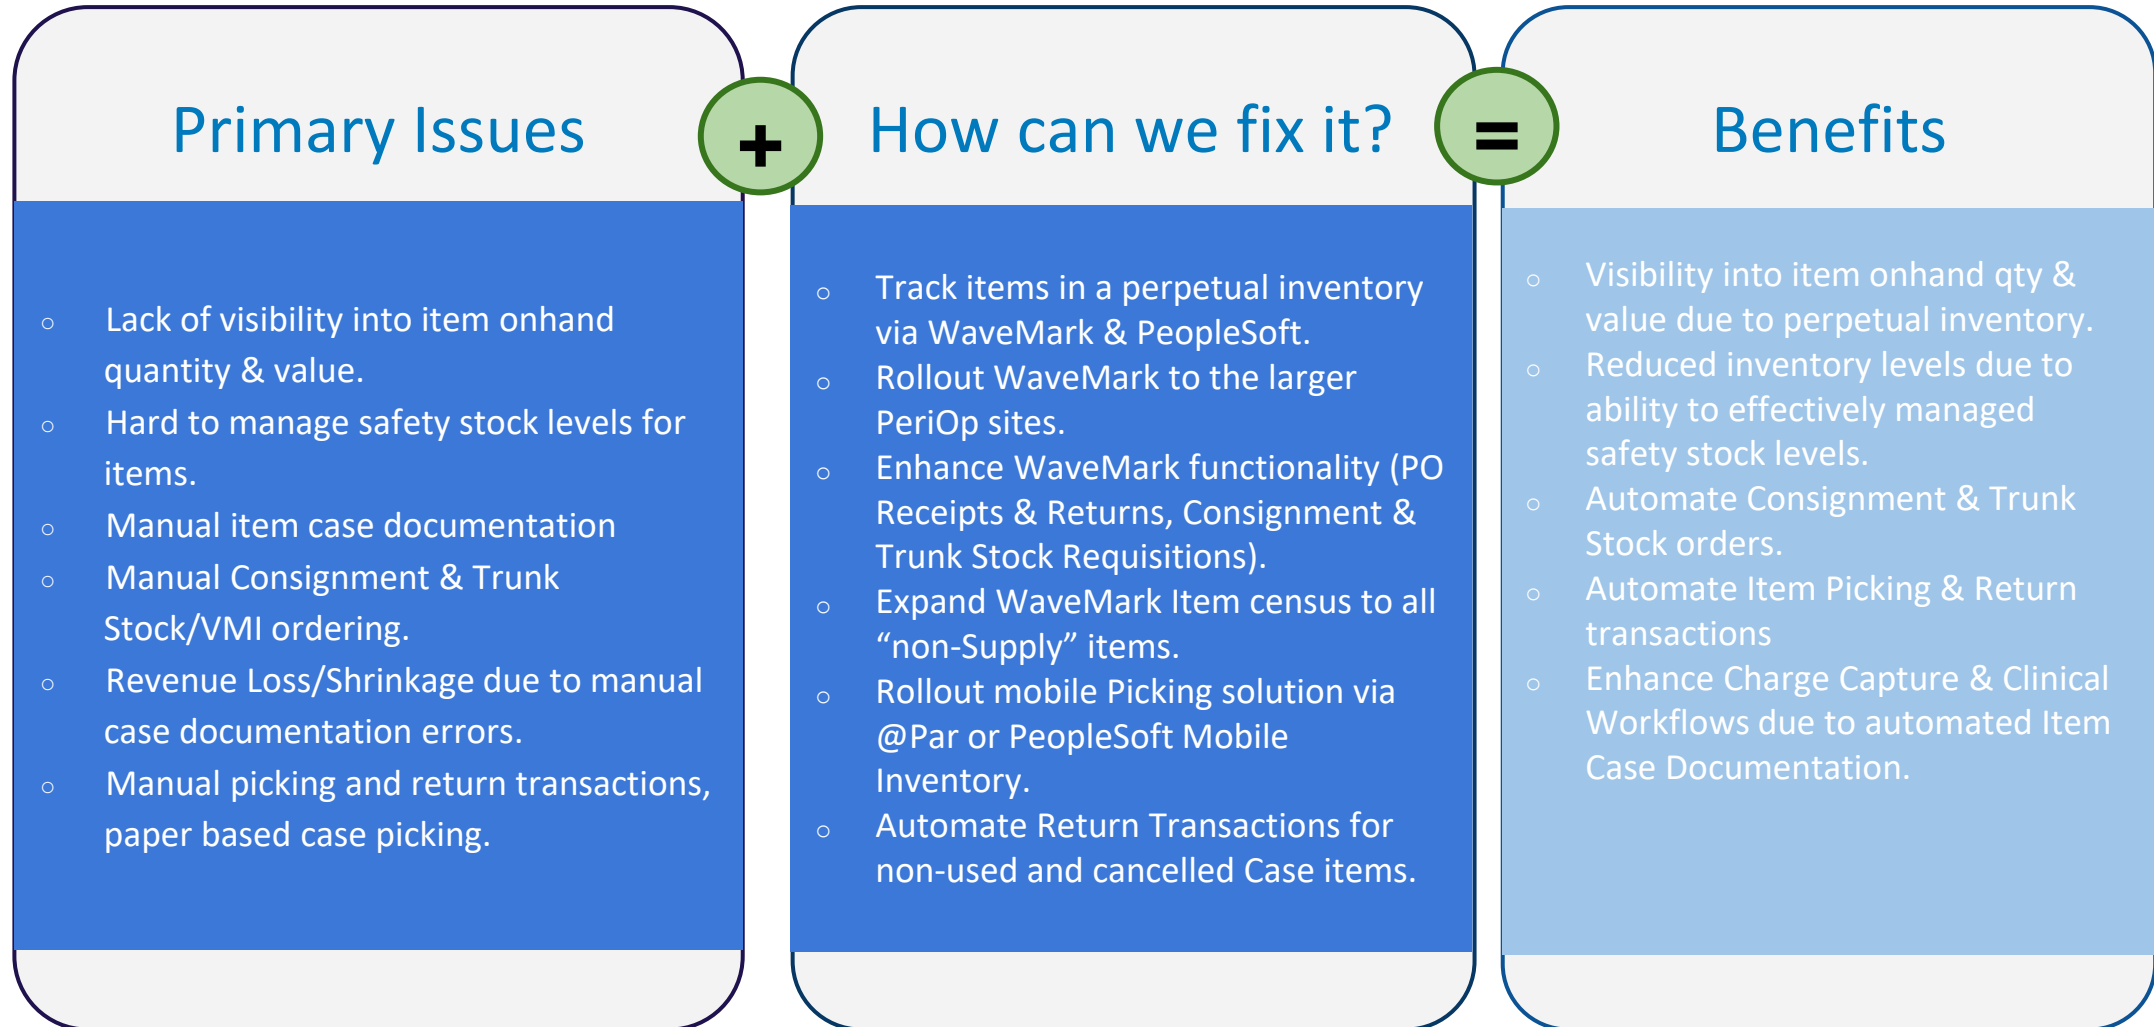 Primary Issues
Lack of visibility into item onhand
quantity & value.
Hard to manage safety stock levels for
items.
Manual item case documentation
Manual Consignment & Trunk
Stock/VMI ordering.
Revenue Loss/Shrinkage due to manual
case documentation errors.
Manual picking and return transactions,
paper based case picking.
+
How can we fix it?
Track items in a perpetual inventory
via WaveMark & PeopleSoft.
Rollout WaveMark to the larger
PeriOp sites.
Enhance WaveMark functionality (PO
Receipts & Returns, Consignment &
Trunk Stock Requisitions).
Expand WaveMark Item census to all
“non-Supply” items.
Rollout mobile Picking solution via
@Par or PeopleSoft Mobile
Inventory.
Automate Return Transactions for
non-used and cancelled Case items.
=
Benefits
Visibility into item onhand qty &
value due to perpetual inventory.
Reduced inventory levels due to
ability to effectively managed
safety stock levels.
Automate Consignment & Trunk
Stock orders.
Automate Item Picking & Return
transactions
Enhance Charge Capture & Clinical
Workflows due to automated Item
Case Documentation.